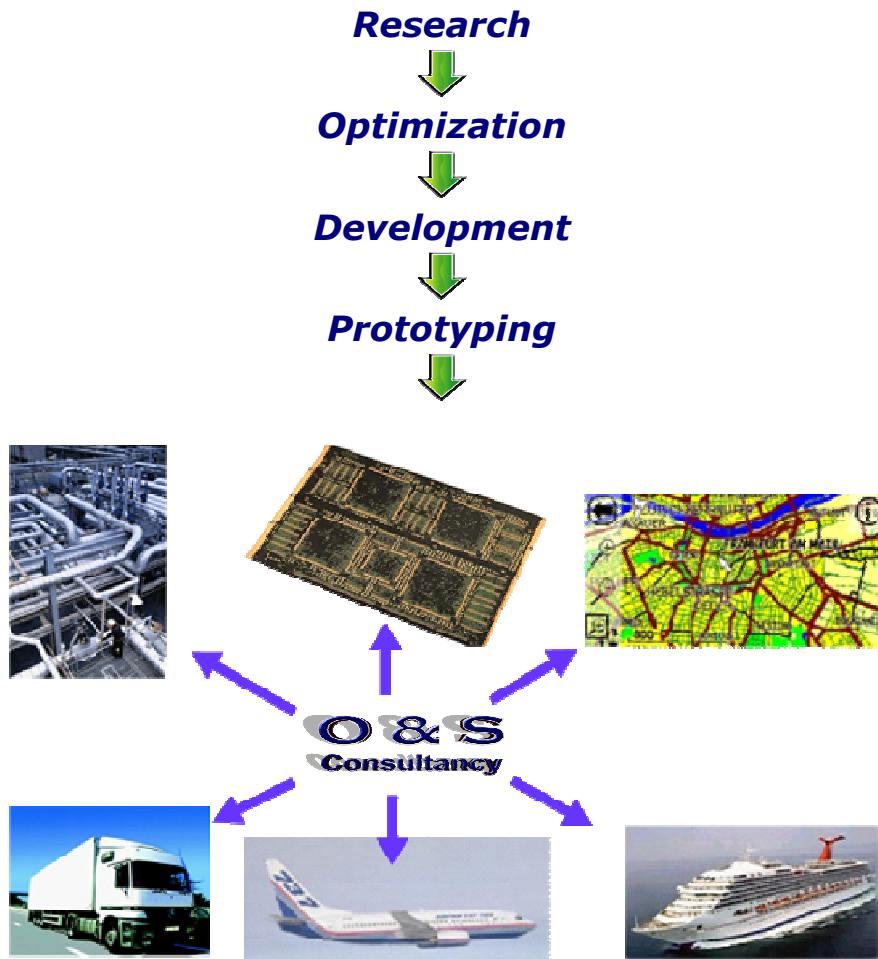 Research
Optimization
Development
Prototyping
O & S
Consultancy
737